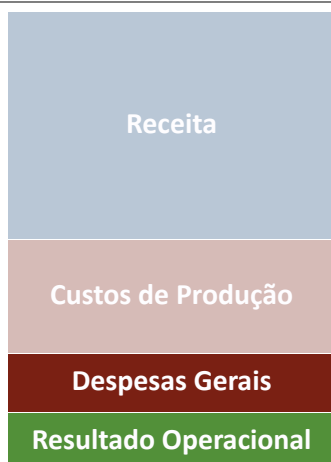 Receita
Custos de Produção
Despesas Gerais
Resultado Operacional